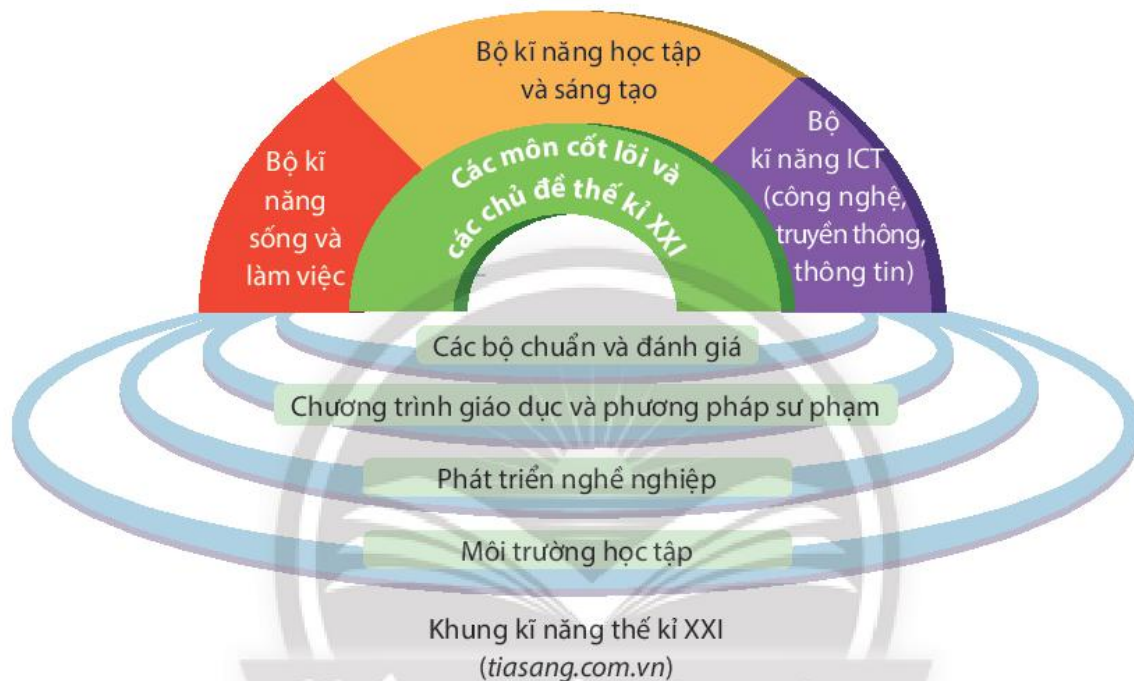 Bộ kĩ năng học tập
và sáng tạo
Bộ kĩ
năng
sống và
làm việc
Các môn cốt lõi và
các chủ đề thế kỉ XXI
Bộ
kĩ năng ICT
(công nghệ,
truyền thông,
thông tin)
Các bộ chuẩn và đánh giá
Chương trình giáo dục và phương pháp sư phạm
Phát triển nghề nghiệp
Môi trường học tập
Khung kĩ năng thế kỉ XXI
(tiasang.com.vn)